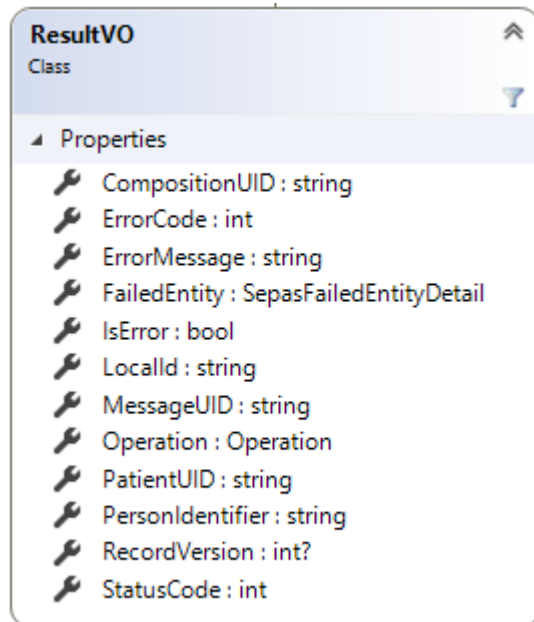 ResultVO
Class
Properties
CompositionUID : string
ErrorCode : int
ErrorMessage : string
FailedEntity : SepasFailedEntityDetail
IsError : bool
LocalId : string
MessageUID : string
Operation : Operation
PatientUID : string
PersonIdentifier : string
RecordVersion : int?
StatusCode : int